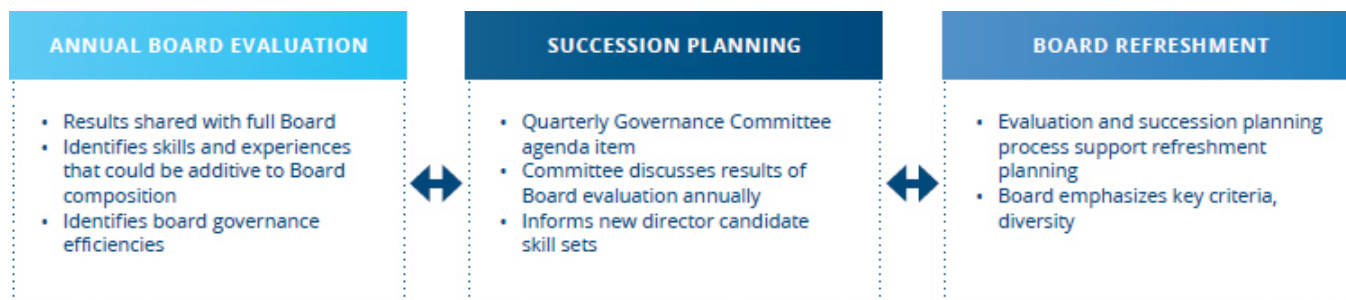 ANNUAL BOARD EVALUATION
• Results shared with full Board
• Identifies skills and experiences
that could be additive to Board
composition
• Identifies board governance
efficiencies
SUCCESSION PLANNING
• Quarterly Governance Committee
agenda item
• Committee discusses results of
Board evaluation annually
• Informs new director candidate
skill sets
BOARD REFRESHMENT
• Evaluation and succession planning
process support refreshment
planning
• Board emphasizes key criteria,
diversity